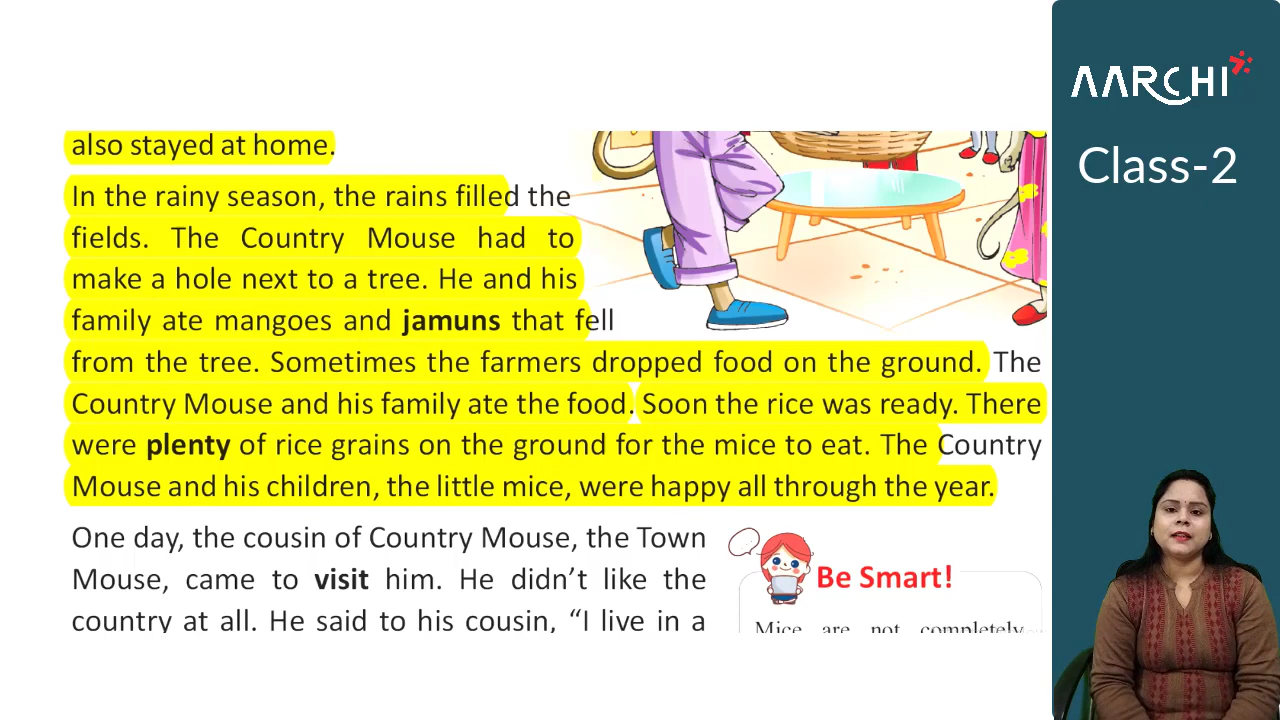 also stayed at home.
In the rainy season, the rains filled the
fields. The Country Mouse had to
make a hole next to a tree. He and his
family ate mangoes and jamuns that fell
from the tree. Sometimes the farmers dropped food on the ground. The
Country Mouse and his family ate the food. Soon the rice was ready. There
were plenty of rice grains on the ground for the mice to eat. The Country
Mouse and his children, the little mice, were happy all through the year.
One day, the cousin of Country Mouse, the Town
Mouse, came to visit him. He didn’t like the
country at all. He said to his cousin, “I live in a
Be Smart!
Mice are not completely
AARCHI
Class-2